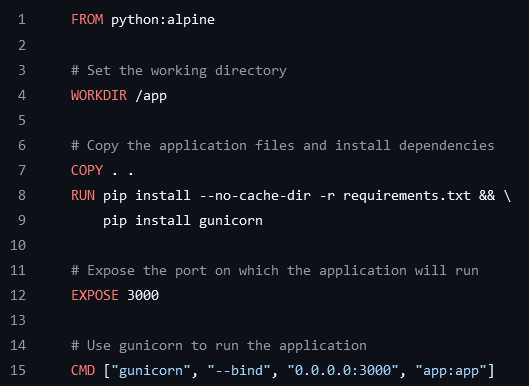 1 FROM python:alpine
2
3 # Set the working directory
4 WORKDIR /app
5
6 # Copy the application files and install dependencies
7 COPY . .
8 RUN pip install --no-cache-dir -r requirements.txt && \
9     pip install gunicorn
10
11 # Expose the port on which the application will run
12 EXPOSE 3000
13
14 # Use gunicorn to run the application
15 CMD ["gunicorn", "--bind", "0.0.0.0:3000", "app:app"]